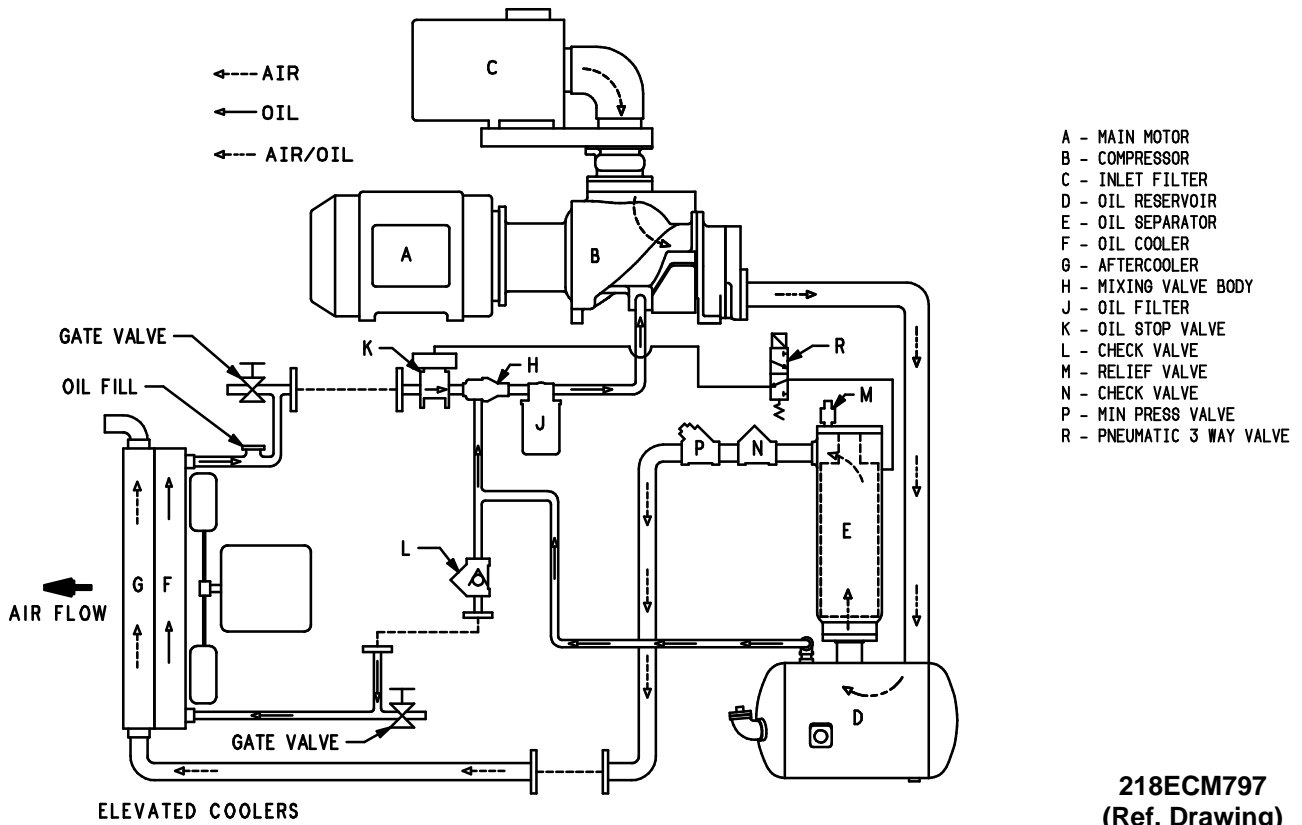 AIR
OIL
AIR/OIL
C
A - MAIN MOTOR
B - COMPRESSOR
C - INLET FILTER
D - OIL RESERVOIR
E - OIL SEPARATOR
F - OIL COOLER
G - AFTERCOOLER
H - MIXING VALVE BODY
J - OIL FILTER
K - OIL STOP VALVE
L - CHECK VALVE
M - RELIEF VALVE
N - CHECK VALVE
P - MIN PRESS VALVE
R - PNEUMATIC 3 WAY VALVE
A
B
GATE VALVE
K
H
R
OIL FILL
M
J
P
N
E
L
G
F
AIR FLOW
D
GATE VALVE
ELEVATED COOLERS
218ECM797
(Ref. Drawing)